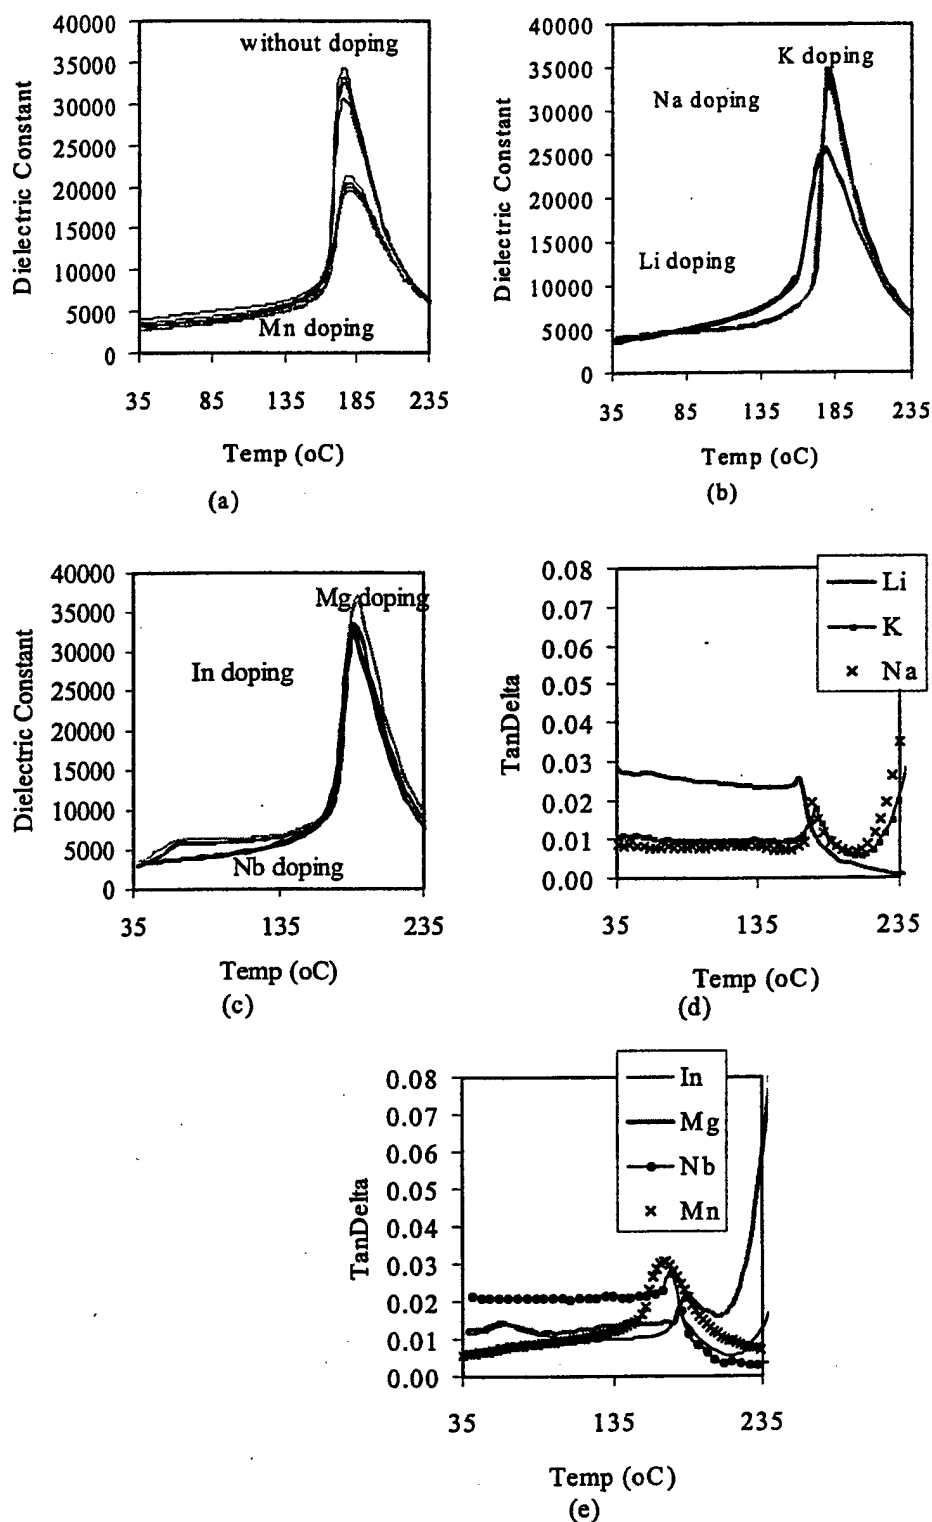 without doping
Mn doping
Dielectric Constant
40000
35000
30000
25000
20000
15000
10000
5000
0
35 85 135 185 235
Temp (oC)
(a)
K doping
Na doping
Li doping
Dielectric Constant
40000
35000
30000
25000
20000
15000
10000
5000
0
35 85 135 185 235
Temp (oC)
(b)
Mg doping
In doping
Nb doping
Dielectric Constant
40000
35000
30000
25000
20000
15000
10000
5000
0
35 135 235
Temp (oC)
(c)
Li
K
Na
TanDelta
0.08
0.07
0.06
0.05
0.04
0.03
0.02
0.01
0.00
35 135 235
Temp (oC)
(d)
In
Mg
Nb
Mn
TanDelta
0.08
0.07
0.06
0.05
0.04
0.03
0.02
0.01
0.00
35 135 235
Temp (oC)
(e)